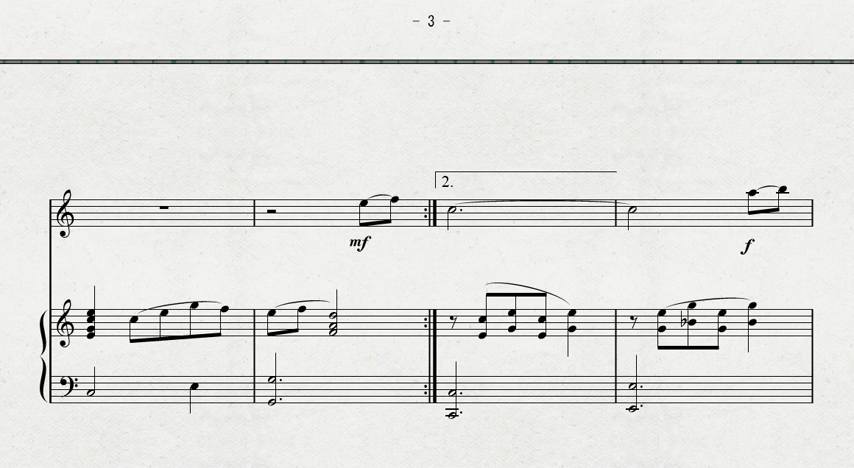 – 3 –
2.
mf
f